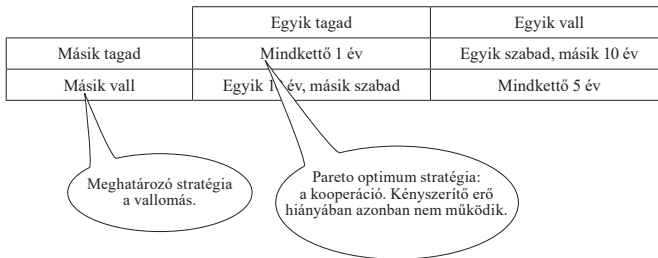 Egyik tagad Egyik vall
Másik tagad Mindkettő 1 év Egyik szabad, másik 10 év
Másik vall Egyik év, másik szabad Mindkettő 5 év
Meghatározó stratégia
a vallomás.
Pareto optimum stratégia:
a kooperáció. Kényszerítő erő
hiányában azonban nem működik.